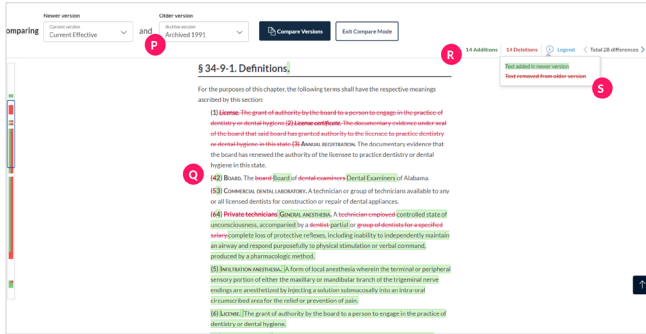 Newer version
Older version
omparing
Current version
Current Effective
and
Archive version
Archived 1991
Compare Versions
Exit Compare Mode
P
R
14 Additions
14 Deletions
Legend
Total 28 differences
Text added in newer version
Text removed from older version
S
§ 34-9-1. Definitions.
For the purposes of this chapter, the following terms shall have the respective meanings
ascribed by this section:
(1) License. The grant of authority by the board to a person to engage in the practice of
dentistry or dental hygiene.(2) License certificate. The documentary evidence under seal
of the board that said board has granted authority to the licensee to practice dentistry
or dental hygiene in this state.(3) Annual registration. The documentary evidence that
the board has renewed the authority of the licensee to practice dentistry or dental
hygiene in this state.
Q
(42) Board. The board Board of dental examiners Dental Examiners of Alabama.
(53) Commercial dental laboratory. A technician or group of technicians available to any
or all licensed dentists for construction or repair of dental appliances.
(64) Private technicians General anesthesia. A technician employed controlled state of
unconsciousness, accompanied by a dentist partial or group of dentists for a specified
salary.complete loss of protective reflexes, including inability to independently maintain
an airway and respond purposefully to physical stimulation or verbal command,
produced by a pharmacologic method.
(5) Infiltration anesthesia. A form of local anesthesia wherein the terminal or peripheral
sensory portion of either the maxillary or mandibular branch of the trigeminal nerve
endings are anesthetized by injecting a solution submucosally into an intra-oral
circumscribed area for the relief or prevention of pain.
(6) License. The grant of authority by the board to a person to engage in the practice of
dentistry or dental hygiene.